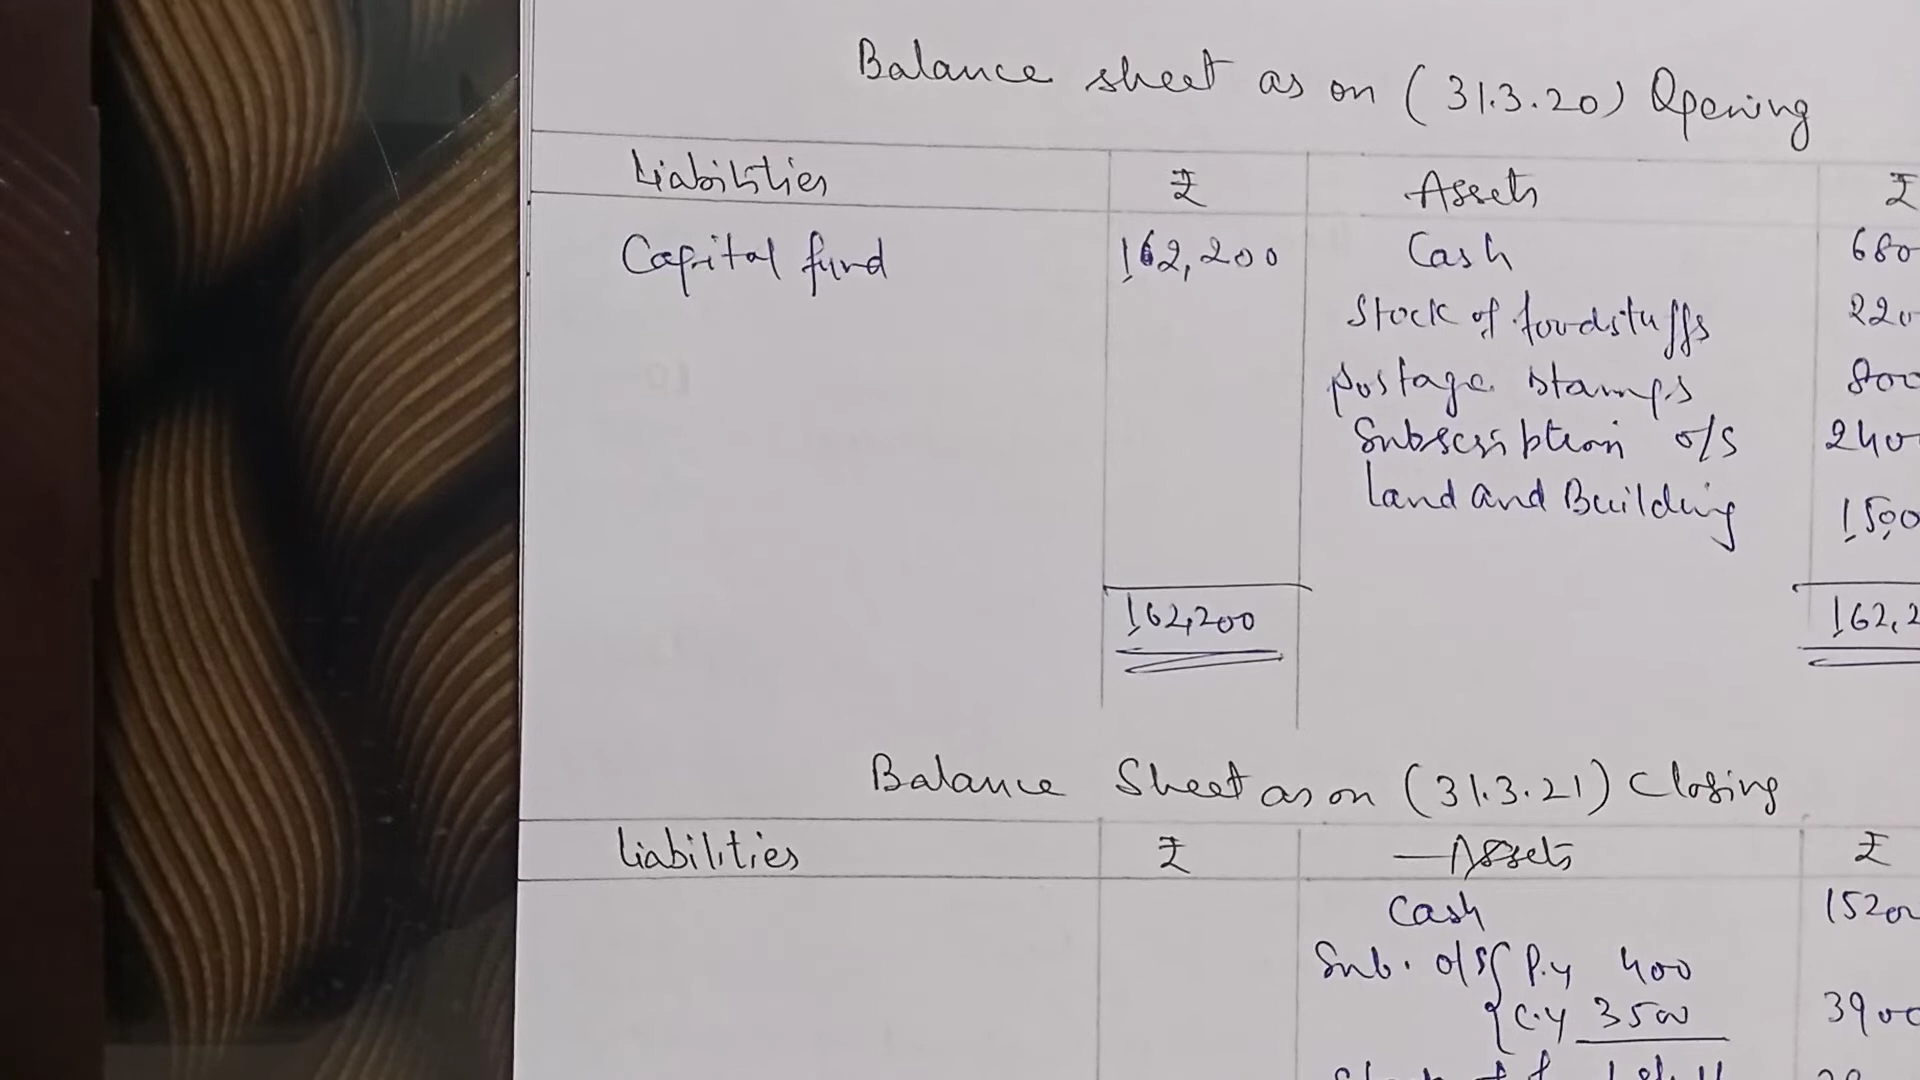 Balance sheet as on (31.3.20) Opening
Liabilities ₹ Assets ₹
Capital fund 162,200 Cash 680
Stock of foodstuffs 220
Postage stamps 800
Subscription o/s 240
Land and Building 150,0
162,200 162,2
Balance Sheet as on (31.3.21) Closing
Liabilities ₹ Assets ₹
Cash 1520
Sub. o/s { P.y 400
{ C.y 3500 3900